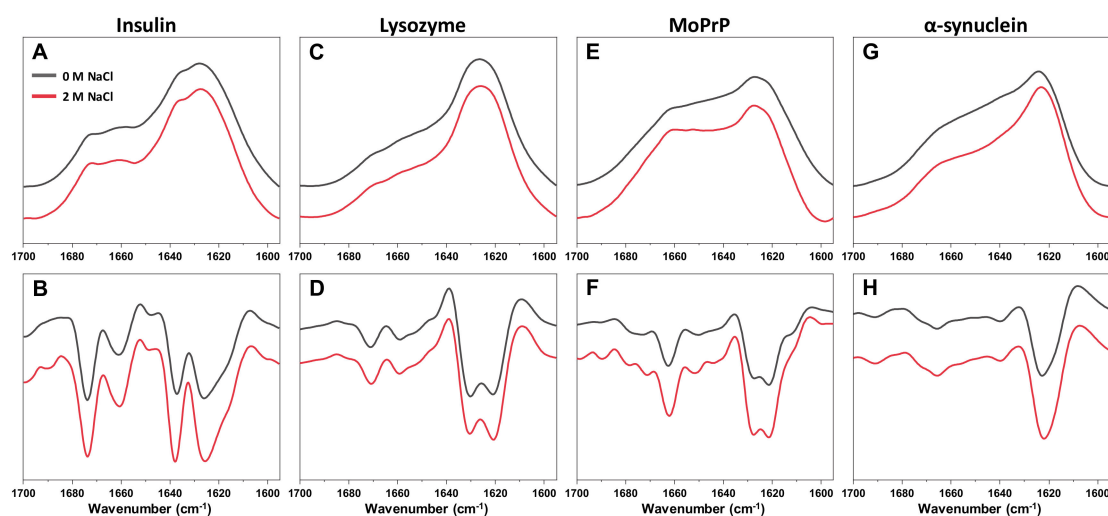 Insulin Lysozyme MoPrP α-synuclein
A C E G
0 M NaCl
2 M NaCl
1700 1680 1660 1640 1620 1600 1700 1680 1660 1640 1620 1600 1700 1680 1660 1640 1620 1600 1700 1680 1660 1640 1620 1600
B D F H
1700 1680 1660 1640 1620 1600 1700 1680 1660 1640 1620 1600 1700 1680 1660 1640 1620 1600 1700 1680 1660 1640 1620 1600
Wavenumber (cm⁻¹) Wavenumber (cm⁻¹) Wavenumber (cm⁻¹) Wavenumber (cm⁻¹)